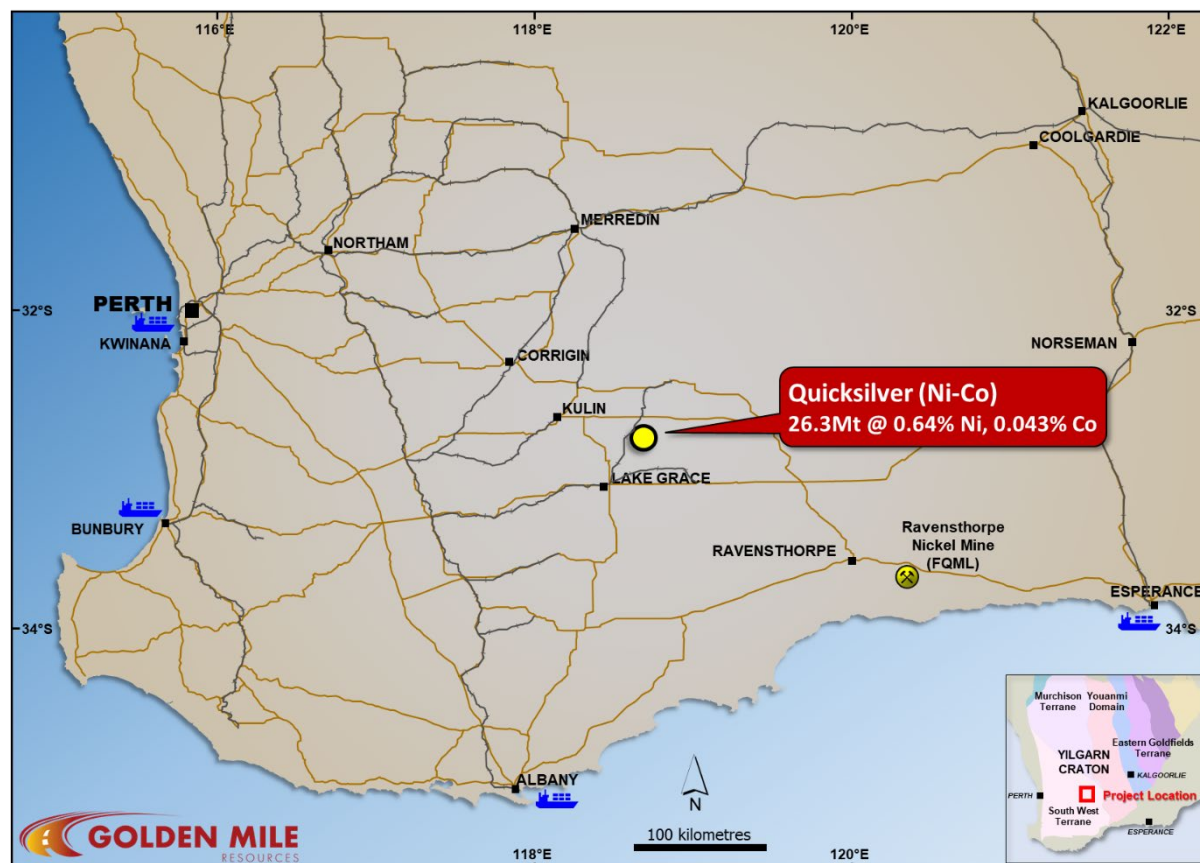 116°E
118°E
120°E
122°E
KALGOORLIE
COOLGARDIE
MERREDIN
NORTHAM
PERTH
32°S
32°S
KWINANA
NORSEMAN
CORRIGIN
Quicksilver (Ni-Co)
26.3Mt @ 0.64% Ni, 0.043% Co
KULIN
LAKE GRACE
BUNBURY
Ravensthorpe
Nickel Mine
(FQML)
RAVENSTHORPE
ESPERANCE
34°S
34°S
ALBANY
N
100 kilometres
118°E
120°E
GOLDEN MILE
RESOURCES
Murchison
Terrane
Youanmi
Domain
Eastern Goldfields
Terrane
YILGARN
CRATON
KALGOORLIE
PERTH
Project Location
South West
Terrane
ESPERANCE